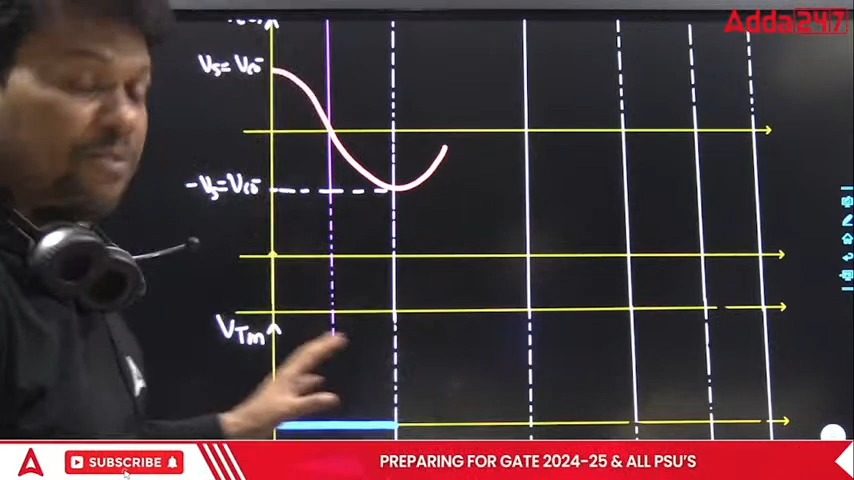 Adda247
Vs = Vco
-Vs = Vco
VTm
SUBSCRIBE
PREPARING FOR GATE 2024-25 & ALL PSU'S